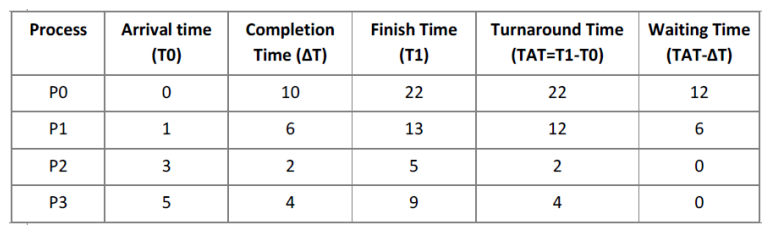 Process Arrival time (T0) Completion Time (ΔT) Finish Time (T1) Turnaround Time (TAT=T1-T0) Waiting Time (TAT-ΔT)
P0 0 10 22 22 12
P1 1 6 13 12 6
P2 3 2 5 2 0
P3 5 4 9 4 0